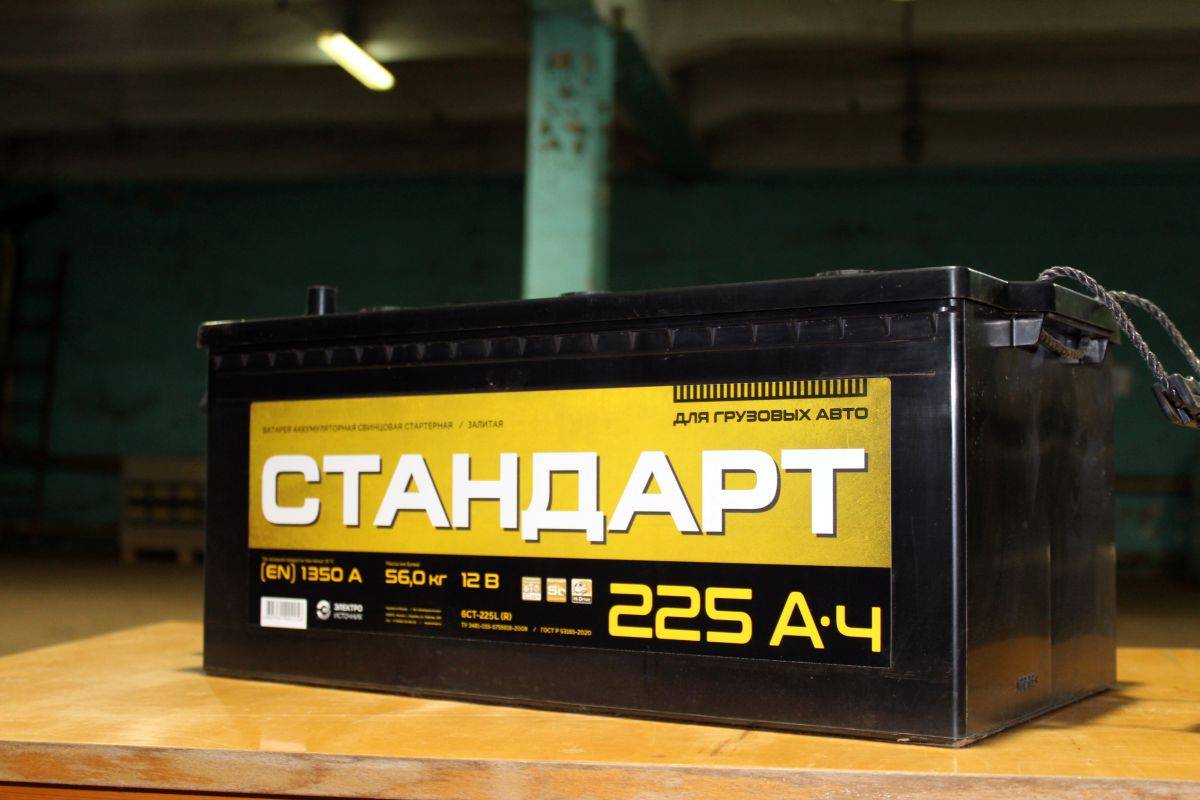 ДЛЯ ГРУЗОВЫХ АВТО
БАТАРЕЯ АККУМУЛЯТОРНАЯ СВИНЦОВАЯ СТАРТЕРНАЯ / ЗАЛИТАЯ
СТАНДАРТ
(EN) 1350 А
56,0 кг
12 В
225 А·ч
ЭЛЕКТРО
ИСТОЧНИК
6СТ-225L (R)
ГОСТ Р 53165-2020